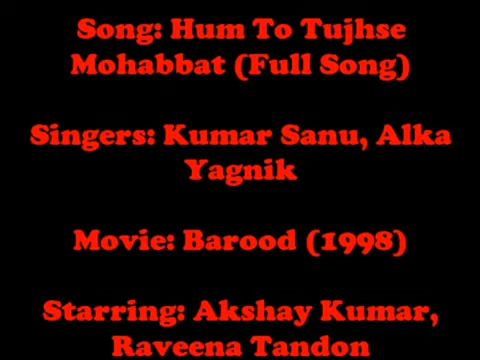 Song: Hum To Tujhse
Mohabbat (Full Song)
Singers: Kumar Sanu, Alka
Yagnik
Movie: Barood (1998)
Starring: Akshay Kumar,
Raveena Tandon